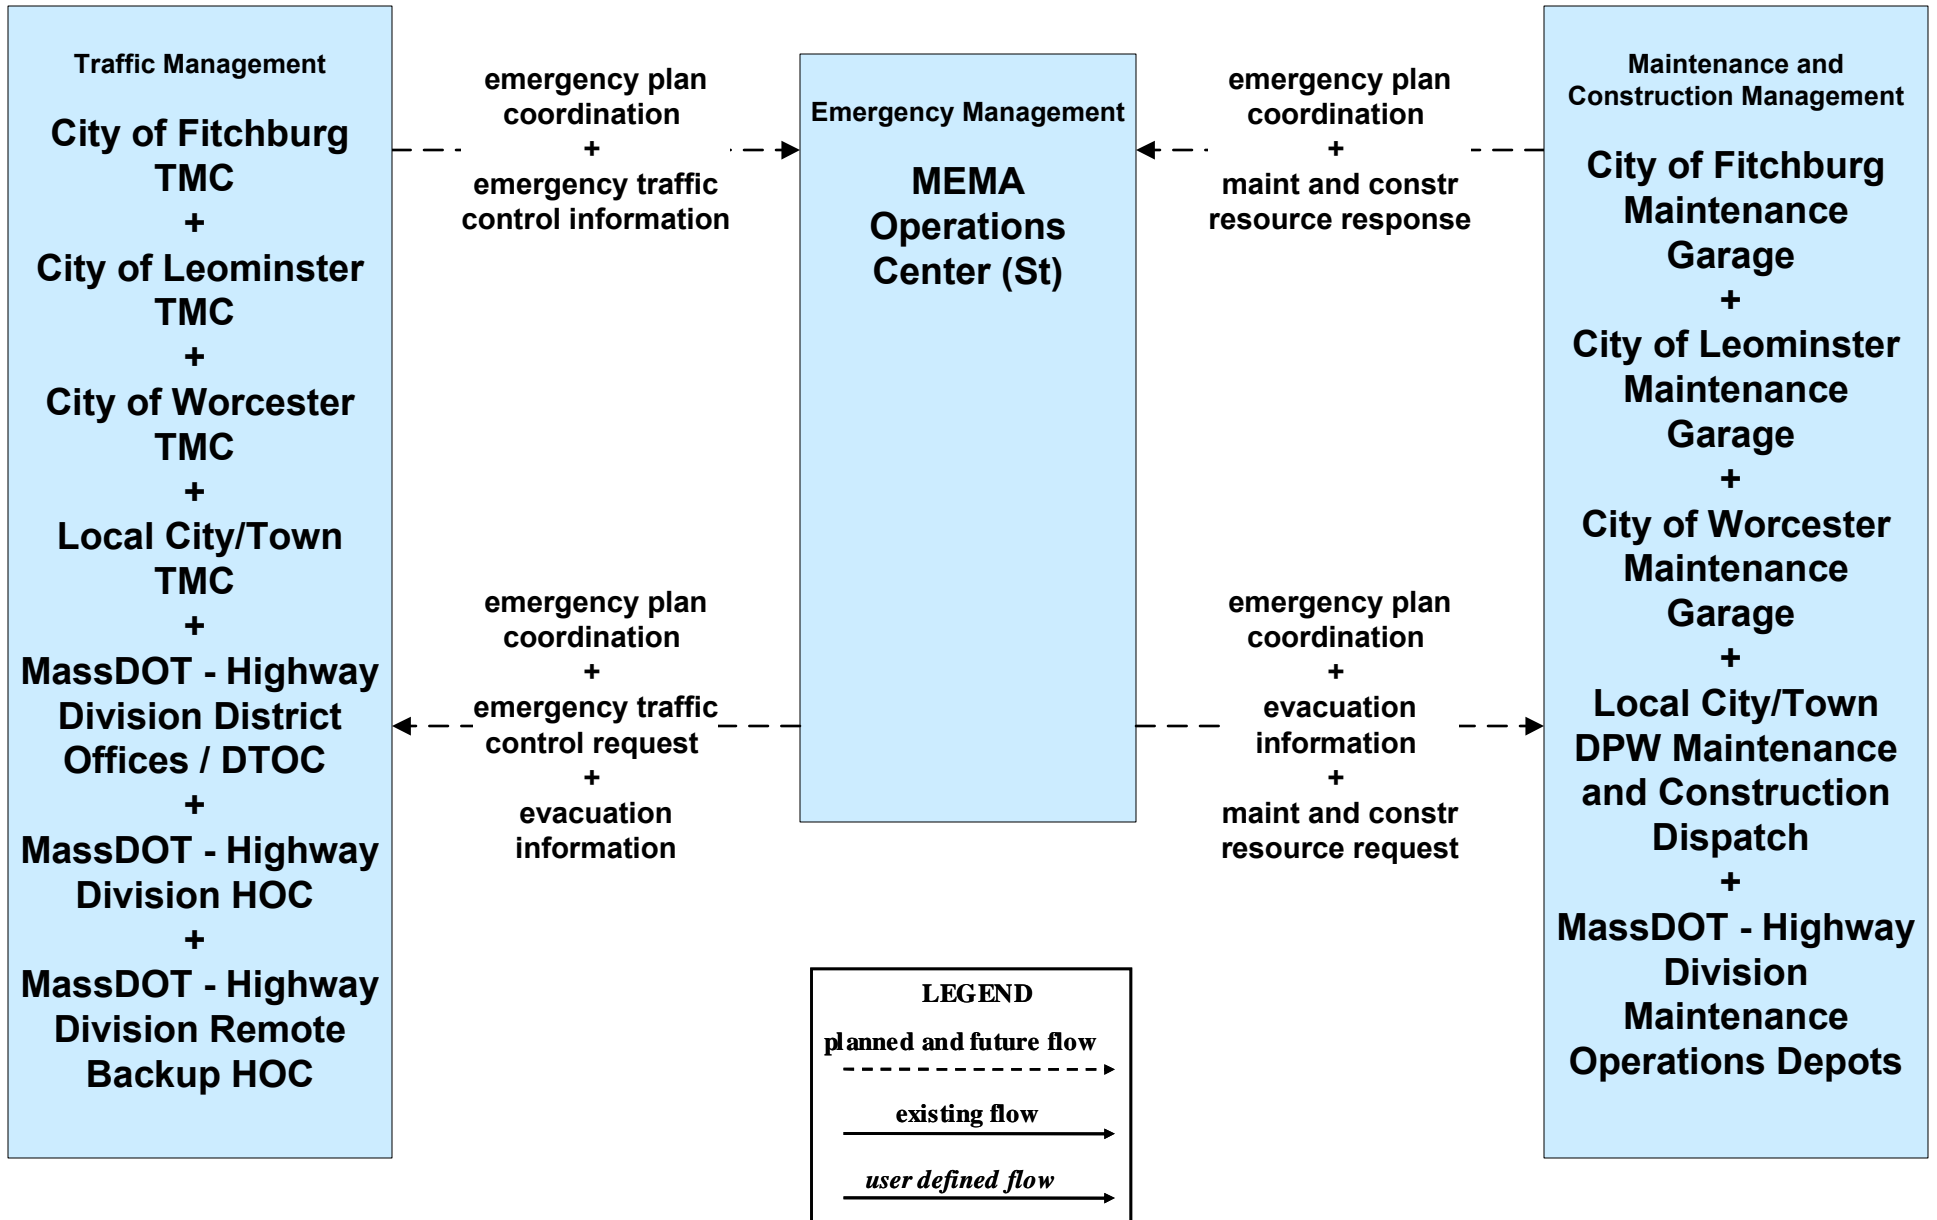 Traffic Management
City of Fitchburg
TMC
+
City of Leominster
TMC
+
City of Worcester
TMC
+
Local City/Town
TMC
+
MassDOT - Highway
Division District
Offices / DTOC
+
MassDOT - Highway
Division HOC
+
MassDOT - Highway
Division Remote
Backup HOC
emergency plan
coordination
+
emergency traffic
control information
emergency plan
coordination
+
emergency traffic
control request
+
evacuation
information
Emergency Management
MEMA
Operations
Center (St)
emergency plan
coordination
+
maint and constr
resource response
emergency plan
coordination
+
evacuation
information
+
maint and constr
resource request
Maintenance and
Construction Management
City of Fitchburg
Maintenance
Garage
+
City of Leominster
Maintenance
Garage
+
City of Worcester
Maintenance
Garage
+
Local City/Town
DPW Maintenance
and Construction
Dispatch
+
MassDOT - Highway
Division
Maintenance
Operations Depots
LEGEND
planned and future flow
existing flow
user defined flow